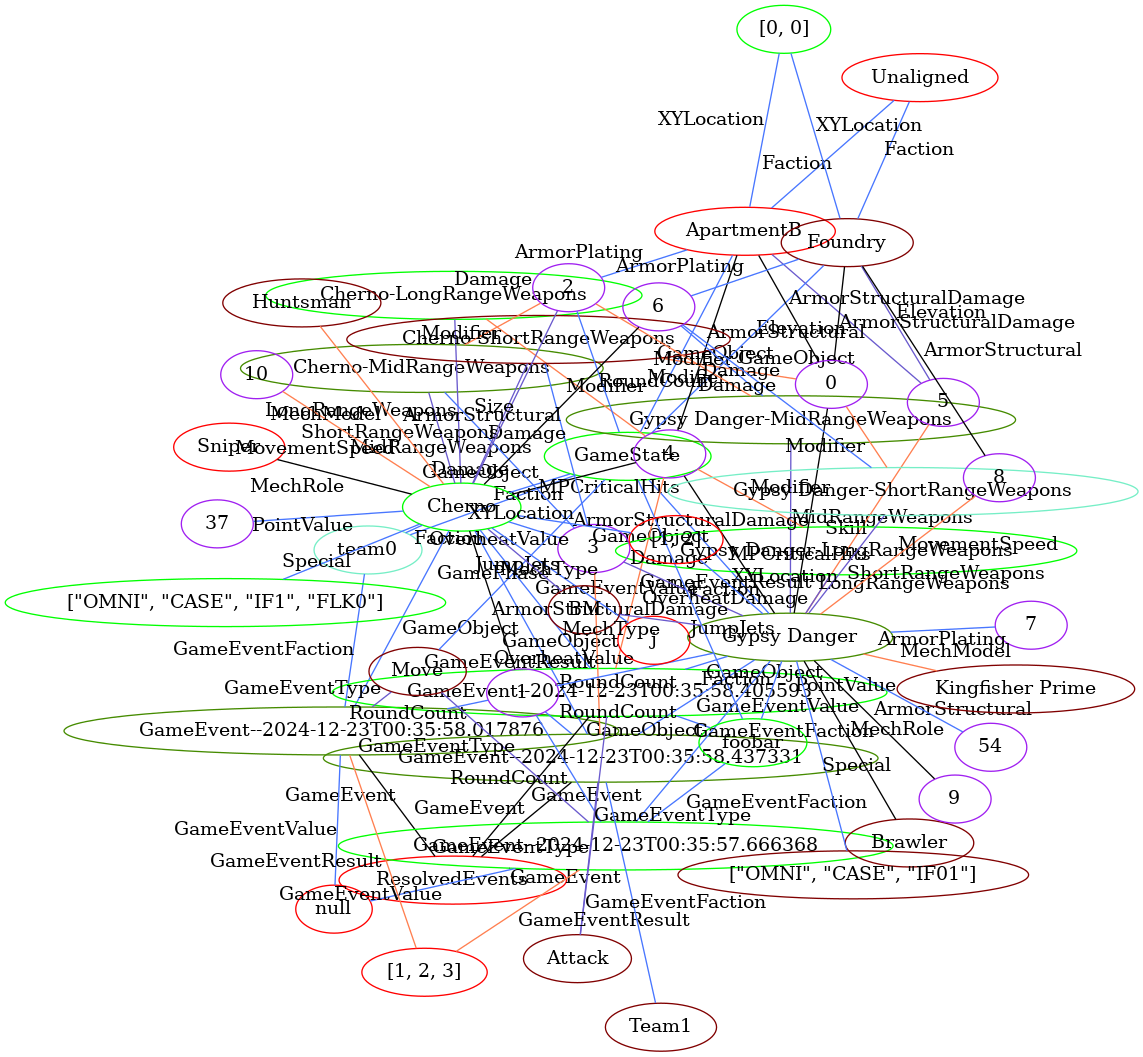 [0, 0]
Unaligned
XYLocation
XYLocation
Faction
Faction
ApartmentB
Foundry
ArmorPlating
ArmorPlating
Damage
2
Cherno-LongRangeWeapons
Huntsman
6
ArmorStructuralDamage
Elevation
ArmorStructuralDamage
Elevation
ArmorStructural
Modifier
Cherno-ShortRangeWeapons
ArmorStructural
GameObject
Modifier
GameObject
Cherno-MidRangeWeapons
10
Damage
RoundCount
Modifier
Modifier
Damage
0
5
LongRangeWeapons
MechModel
Size
ArmorStructural
Gypsy Danger-MidRangeWeapons
ShortRangeWeapons
Damage
Sniper
MovementSpeed
MidRangeWeapons
Modifier
GameState
4
Damage
GameObject
MechRole
MPCriticalHits
Modifier
Gypsy Danger-ShortRangeWeapons
8
Faction
Cherno
XYLocation
37
PointValue
ArmorStructuralDamage
MidRangeWeapons
Skill
Faction
OverheatValue
GameObject
[1, 2]
MovementSpeed
team0
3
Gypsy Danger-LongRangeWeapons
MPCriticalHits
Damage
Special
JumpJets
GamePhase
MechType
XYLocation
ShortRangeWeapons
GameEventResult
LongRangeWeapons
GameEventValue
Faction
["OMNI", "CASE", "IF1", "FLK0"]
OverheatDamage
ArmorStructuralDamage
BM
7
GameObject
MechType
JumpJets
Gypsy Danger
GameObject
j
ArmorPlating
GameEventFaction
MechModel
OverheatValue
GameEventResult
Move
GameObject
Faction
RoundCount
PointValue
GameEventType
GameEvent--2024-12-23T00:35:58.405593
1
Kingfisher Prime
GameEventValue
ArmorStructural
RoundCount
RoundCount
GameEvent--2024-12-23T00:35:58.017876
GameObject
GameEventFaction
MechRole
foobar
54
GameEventType
GameEvent--2024-12-23T00:35:58.437331
Special
RoundCount
GameEvent
GameEvent
9
GameEvent
GameEventFaction
GameEventType
GameEventValue
Brawler
GameEvent--2024-12-23T00:35:57.666368
GameEventType
GameEventResult
["OMNI", "CASE", "IF01"]
ResolvedEvents
GameEvent
GameEventValue
GameEventFaction
null
GameEventResult
Attack
[1, 2, 3]
Team1